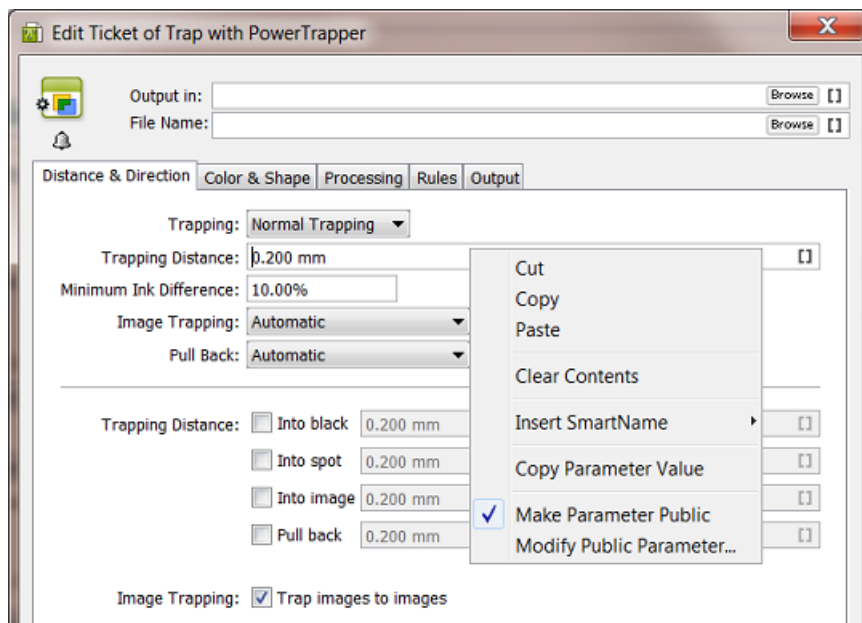 Edit Ticket of Trap with PowerTrapper
Output in: Browse []
File Name: Browse []
Distance & Direction Color & Shape Processing Rules Output
Trapping: Normal Trapping
Trapping Distance: 0.200 mm []
Minimum Ink Difference: 10.00%
Image Trapping: Automatic
Pull Back: Automatic
Cut
Copy
Paste
Clear Contents
Insert SmartName
Copy Parameter Value
Make Parameter Public
Modify Public Parameter...
Trapping Distance: Into black 0.200 mm []
Into spot 0.200 mm []
Into image 0.200 mm []
Pull back 0.200 mm []
Image Trapping: Trap images to images